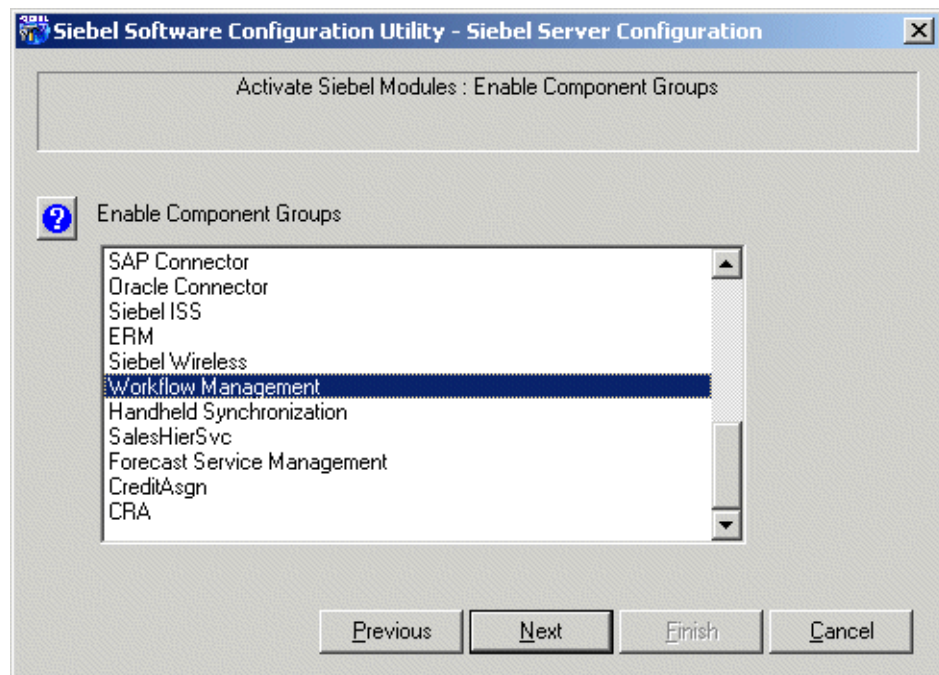 Siebel Software Configuration Utility - Siebel Server Configuration
Activate Siebel Modules : Enable Component Groups
?
Enable Component Groups
SAP Connector
Oracle Connector
Siebel ISS
ERM
Siebel Wireless
Workflow Management
Handheld Synchronization
SalesHierSvc
Forecast Service Management
CreditAsgn
CRA
Previous Next Finish Cancel